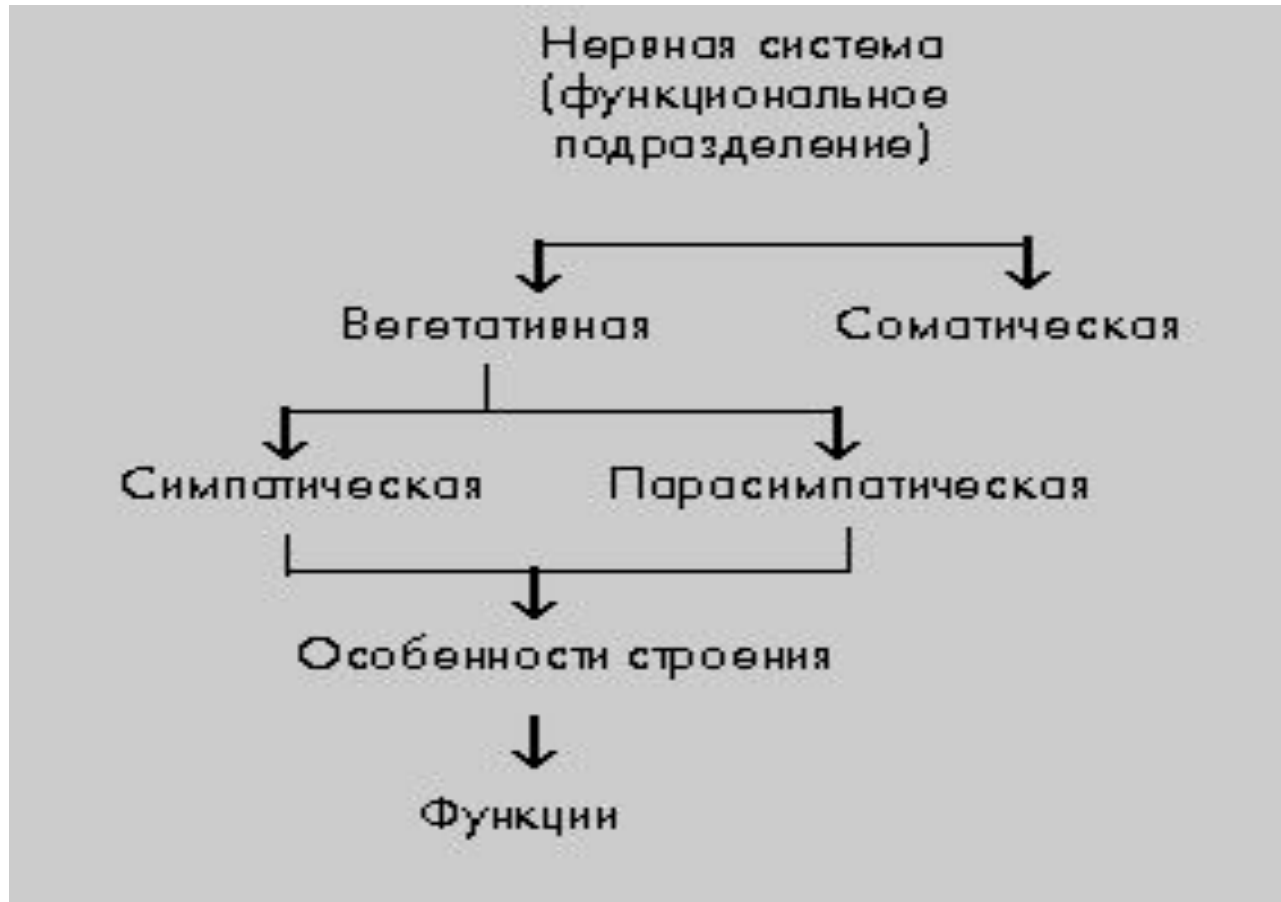 Нервная система
(функциональное
подразделение)
Вегетативная Соматическая
Симпатическая Парасимпатическая
Особенности строения
Функции